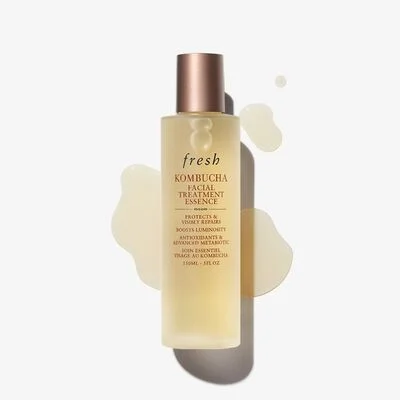 fresh
KOMBUCHA
FACIAL
TREATMENT
ESSENCE
PROTECTS &
VISIBLY REPAIRS
BOOSTS LUMINOSITY
ANTIOXIDANTS &
ADVANCED METABIOTIC
SOIN ESSENTIEL
VISAGE AU KOMBUCHA
150ML - 5FL OZ